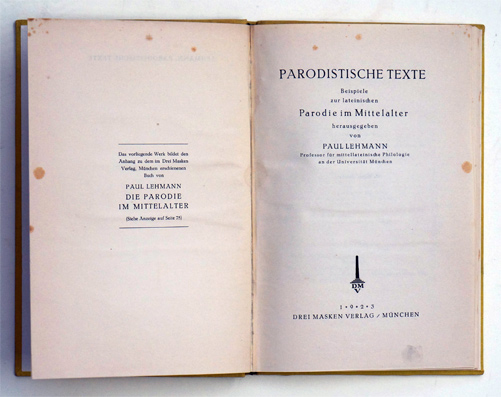 Das vorliegende Werk bildet den
Anhang zu dem im Drei Masken
Verlag, München erschienenen
Buch von
PAUL LEHMANN
DIE PARODIE
IM MITTELALTER
(Siehe Anzeige auf Seite 75)
PARODISTISCHE TEXTE
Beispiele
zur lateinischen
Parodie im Mittelalter
herausgegeben
von
PAUL LEHMANN
Professor für mittellateinische Philologie
an der Universität München
DM
V
1•9•2•3
DREI MASKEN VERLAG / MÜNCHEN